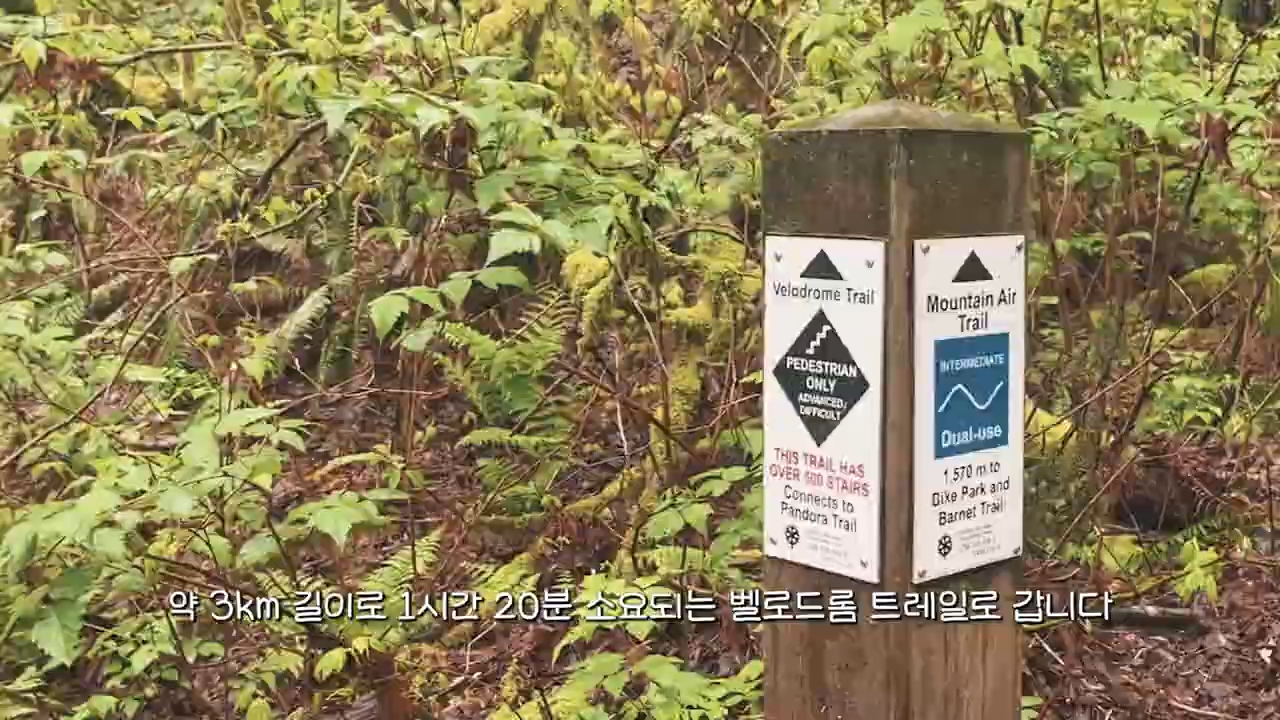 Velodrome Trail
PEDESTRIAN
ONLY
ADVANCED/
DIFFICULT
THIS TRAIL HAS
OVER 500 STAIRS
Connects to
Pandora Trail
Mountain Air
Trail
INTERMEDIATE
Dual-use
1,570 m to
Bike Park and
Barnet Trail
약 3km 길이로 1시간 20분 소요되는 벨로드롬 트레일로 갑니다